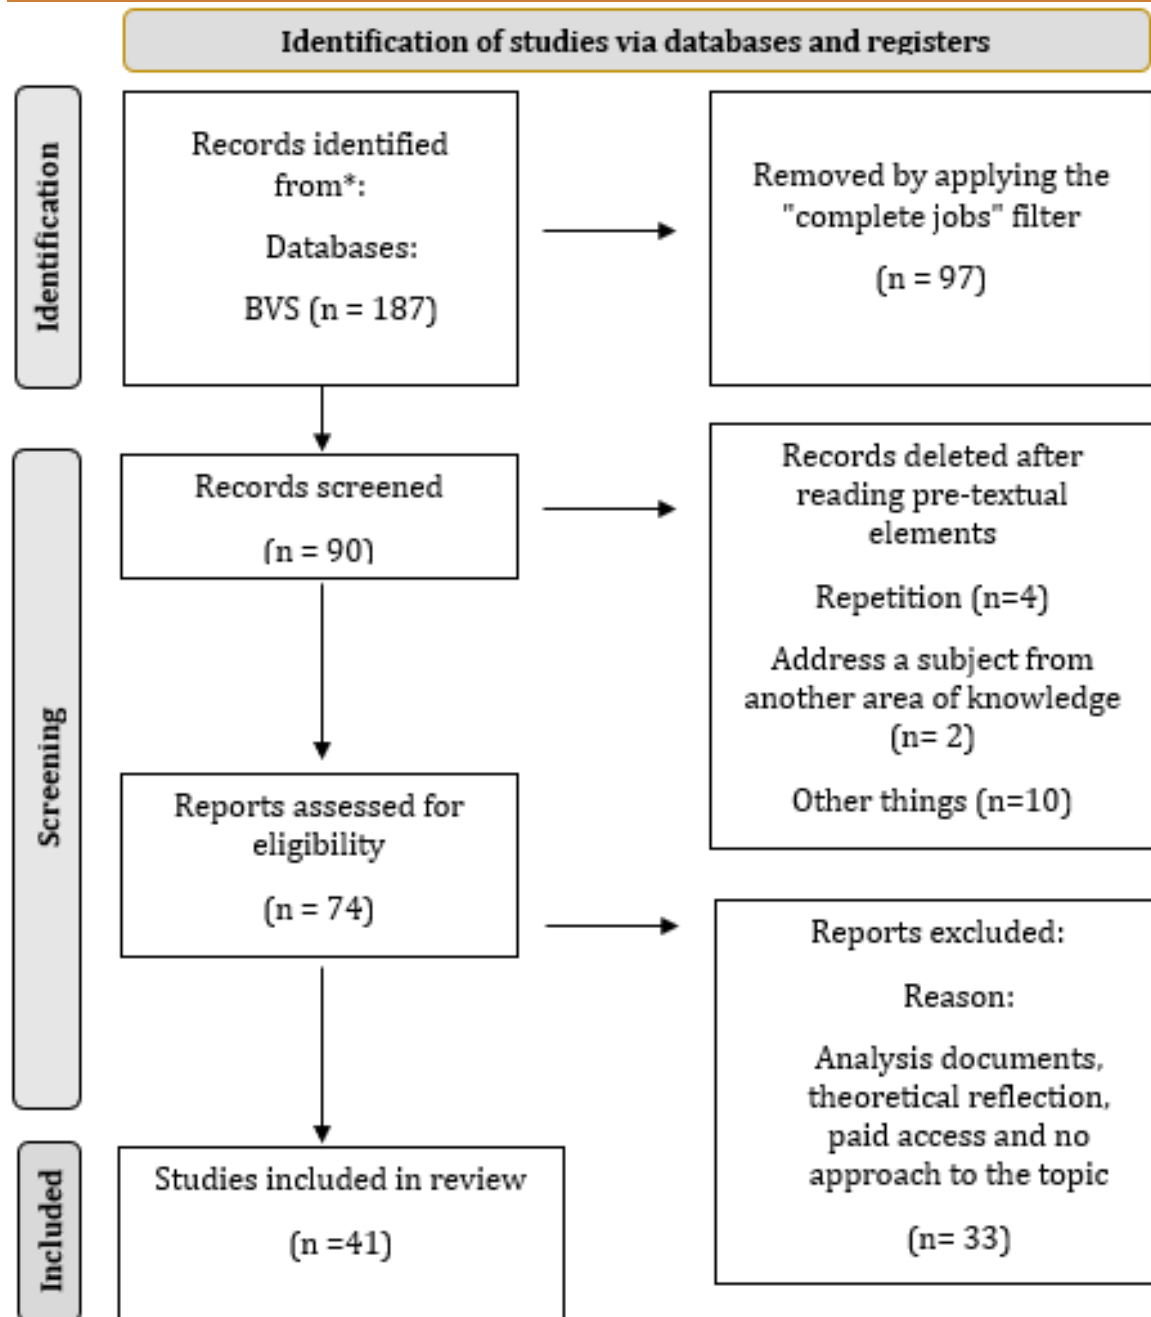 Identification of studies via databases and registers
Identification
Records identified
from*:
Databases:
BVS (n = 187)
Removed by applying the
"complete jobs" filter
(n = 97)
Screening
Records screened
(n = 90)
Records deleted after
reading pre-textual
elements
Repetition (n=4)
Address a subject from
another area of knowledge
(n= 2)
Other things (n=10)
Reports assessed for
eligibility
(n = 74)
Reports excluded:
Reason:
Analysis documents,
theoretical reflection,
paid access and no
approach to the topic
(n= 33)
Included
Studies included in review
(n =41)